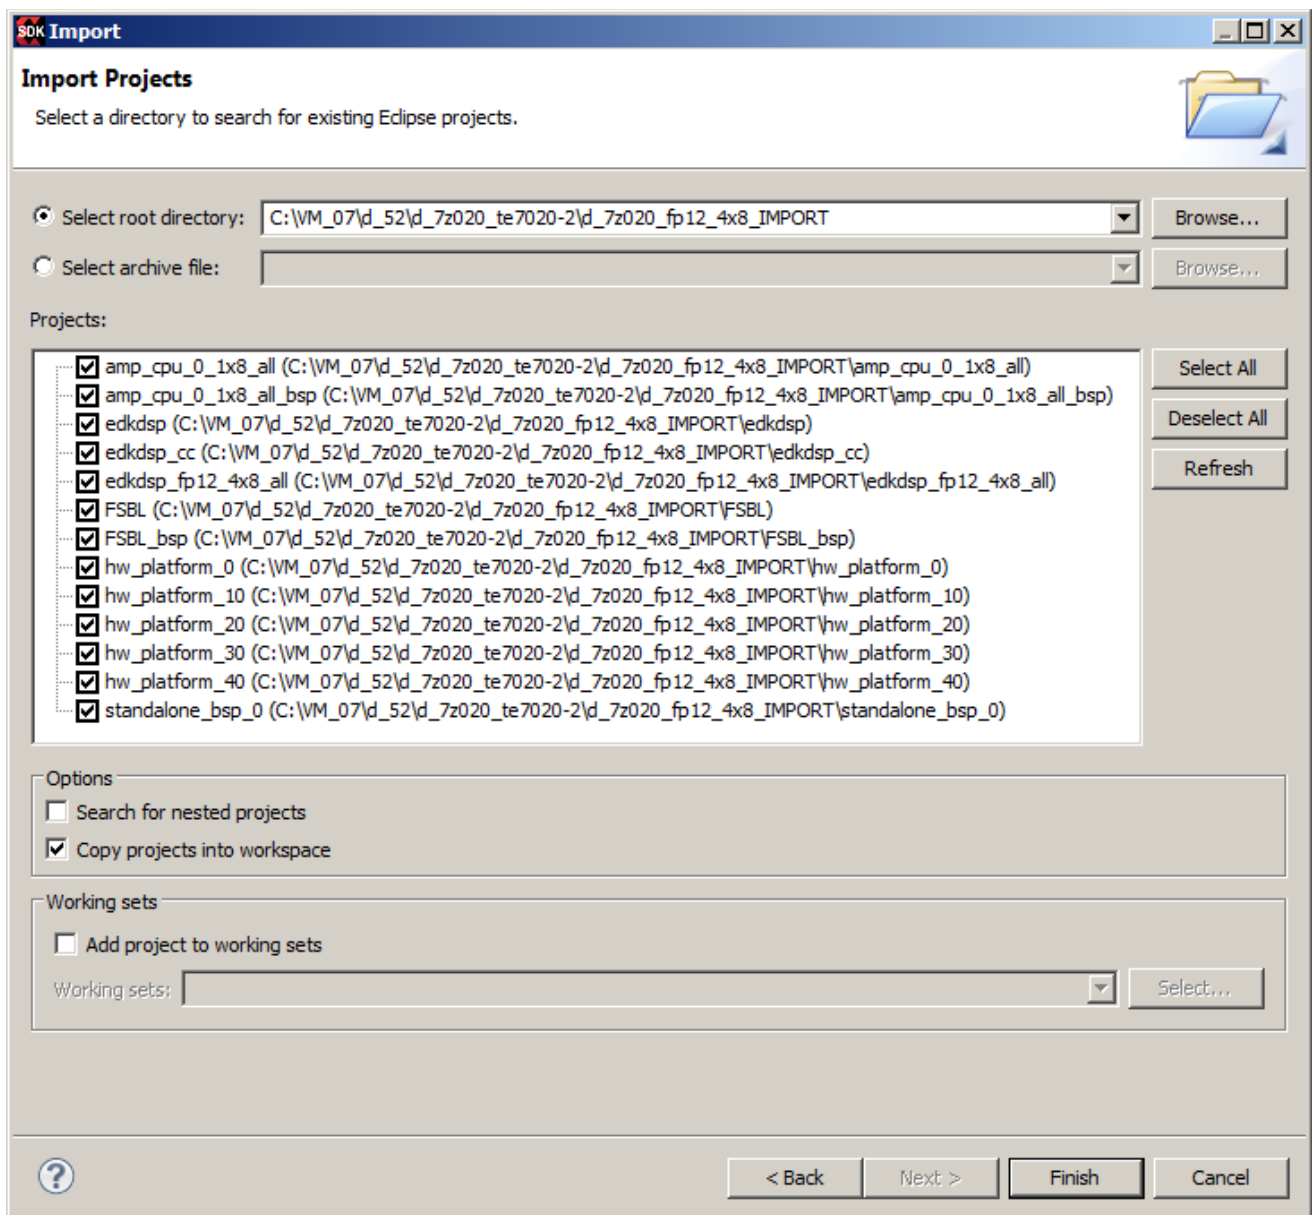 SDK Import
Import Projects
Select a directory to search for existing Eclipse projects.
Select root directory: C:\VM_07\d_52\d_7z020_te7020-2\d_7z020_fp12_4x8_IMPORT Browse...
Select archive file: Browse...
Projects:
amp_cpu_0_1x8_all (C:\VM_07\d_52\d_7z020_te7020-2\d_7z020_fp12_4x8_IMPORT\amp_cpu_0_1x8_all) Select All
amp_cpu_0_1x8_all_bsp (C:\VM_07\d_52\d_7z020_te7020-2\d_7z020_fp12_4x8_IMPORT\amp_cpu_0_1x8_all_bsp)
edkdsp (C:\VM_07\d_52\d_7z020_te7020-2\d_7z020_fp12_4x8_IMPORT\edkdsp) Deselect All
edkdsp_cc (C:\VM_07\d_52\d_7z020_te7020-2\d_7z020_fp12_4x8_IMPORT\edkdsp_cc) Refresh
edkdsp_fp12_4x8_all (C:\VM_07\d_52\d_7z020_te7020-2\d_7z020_fp12_4x8_IMPORT\edkdsp_fp12_4x8_all)
FSBL (C:\VM_07\d_52\d_7z020_te7020-2\d_7z020_fp12_4x8_IMPORT\FSBL)
FSBL_bsp (C:\VM_07\d_52\d_7z020_te7020-2\d_7z020_fp12_4x8_IMPORT\FSBL_bsp)
hw_platform_0 (C:\VM_07\d_52\d_7z020_te7020-2\d_7z020_fp12_4x8_IMPORT\hw_platform_0)
hw_platform_10 (C:\VM_07\d_52\d_7z020_te7020-2\d_7z020_fp12_4x8_IMPORT\hw_platform_10)
hw_platform_20 (C:\VM_07\d_52\d_7z020_te7020-2\d_7z020_fp12_4x8_IMPORT\hw_platform_20)
hw_platform_30 (C:\VM_07\d_52\d_7z020_te7020-2\d_7z020_fp12_4x8_IMPORT\hw_platform_30)
hw_platform_40 (C:\VM_07\d_52\d_7z020_te7020-2\d_7z020_fp12_4x8_IMPORT\hw_platform_40)
standalone_bsp_0 (C:\VM_07\d_52\d_7z020_te7020-2\d_7z020_fp12_4x8_IMPORT\standalone_bsp_0)
Options
Search for nested projects
Copy projects into workspace
Working sets
Add project to working sets
Working sets: Select...
? < Back Next > Finish Cancel